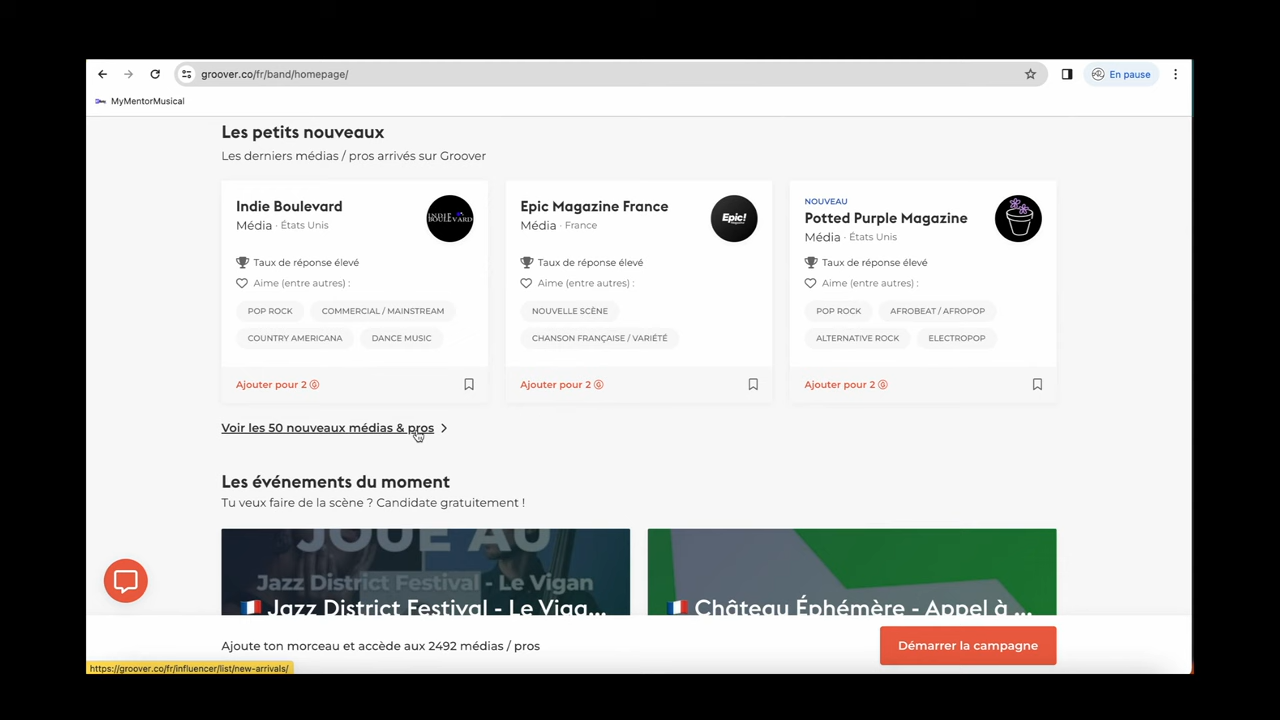 groover.co/fr/band/homepage/
En pause
MyMentorMusical
Les petits nouveaux
Les derniers médias / pros arrivés sur Groover
Indie Boulevard
Média · États Unis
INDIE BOULEVARD
Taux de réponse élevé
Aime (entre autres) :
POP ROCK
COMMERCIAL / MAINSTREAM
COUNTRY AMERICANA
DANCE MUSIC
Ajouter pour 2
Epic Magazine France
Média · France
Epic!
Taux de réponse élevé
Aime (entre autres) :
NOUVELLE SCÈNE
CHANSON FRANÇAISE / VARIÉTÉ
Ajouter pour 2
NOUVEAU
Potted Purple Magazine
Média · États Unis
Taux de réponse élevé
Aime (entre autres) :
POP ROCK
AFROBEAT / AFROPOP
ALTERNATIVE ROCK
ELECTROPOP
Ajouter pour 2
Voir les 50 nouveaux médias & pros
Les événements du moment
Tu veux faire de la scène ? Candidate gratuitement !
JOUE AU
Jazz District Festival - Le Vigan
Jazz District Festival - Le Viga...
Château Éphémère - Appel à ...
Ajoute ton morceau et accède aux 2492 médias / pros
Démarrer la campagne
https://groover.co/fr/influencer/list/new-arrivals/